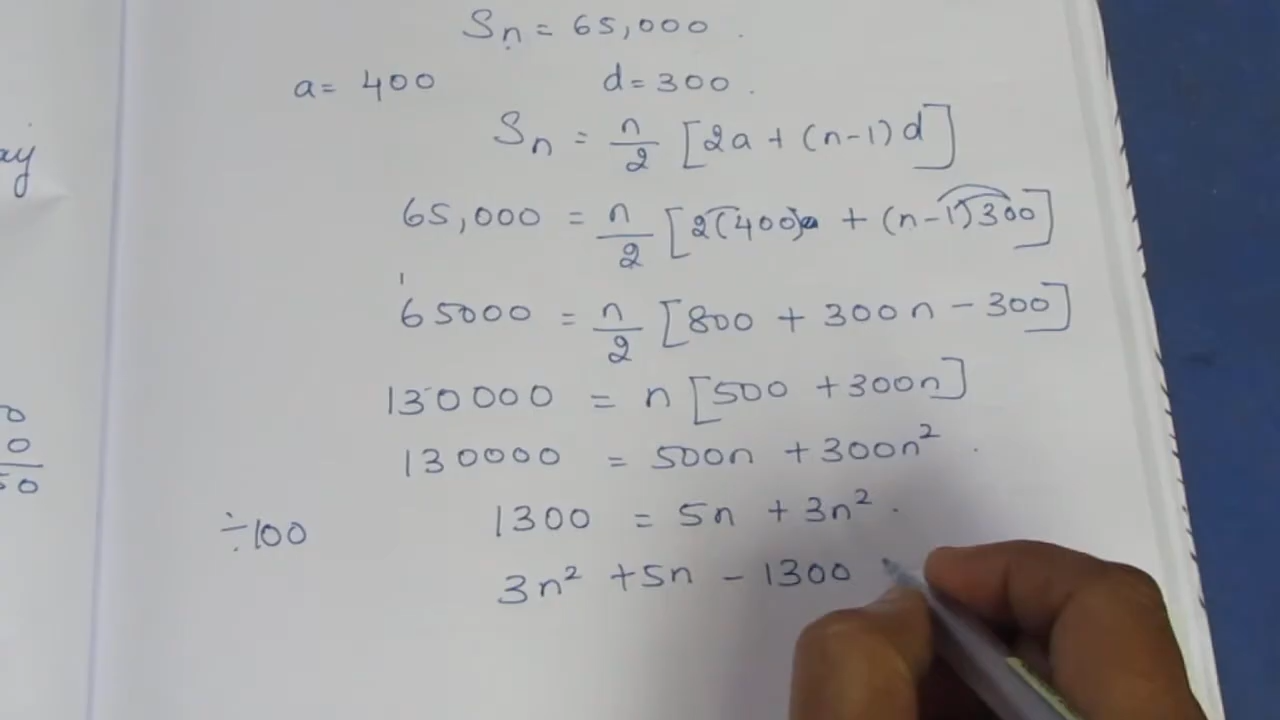 Sn = 65,000 .
a = 400 d = 300 .
Sn = n/2 [2a + (n-1) d]
65,000 = n/2 [2(400) + (n-1)300]
65000 = n/2 [800 + 300n - 300]
130000 = n [500 + 300n]
130000 = 500n + 300n² .
÷100 1300 = 5n + 3n² .
3n² + 5n - 1300